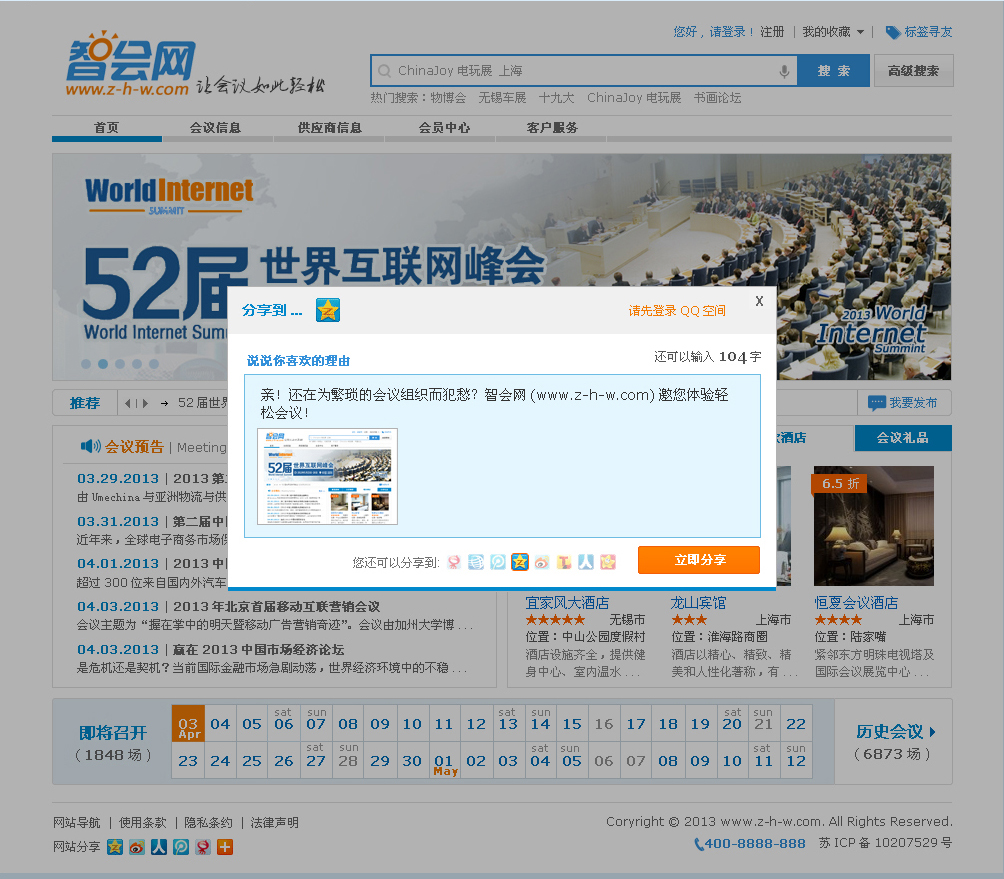 您好，请登录！ 注册 | 我的收藏 | 标签寻友
智会网
www.z-h-w.com 让会议如此轻松
ChinaJoy 电玩展 上海 搜 索 高级搜索
热门搜索：物博会 无锡车展 十九大 ChinaJoy 电玩展 书画论坛
首页 会议信息 供应商信息 会员中心 客户服务
WorldInternet
SUMMIT
52届世界互联网峰会
World Internet Summ
2013 World
Internet
Summint
分享到 ... 请先登录 QQ 空间 X
说说你喜欢的理由 还可以输入 104 字
亲！还在为繁琐的会议组织而犯愁？智会网 (www.z-h-w.com) 邀您体验轻
松会议！
您还可以分享到: 立即分享
推荐 52 届世界 我要发布
会议预告 | Meeting 酒店 会议礼品
03.29.2013 | 2013 第
由 Umechina 与亚洲物流与供
03.31.2013 | 第二届中
近年来，全球电子商务市场
04.01.2013 | 2013 中
超过 300 位来自国内外汽车
04.03.2013 | 2013 年北京首届移动互联营销会议
会议主题为“握在掌中的明天暨移动广告营销奇迹”。会议由加州大学博 . . .
04.03.2013 | 赢在 2013 中国市场经济论坛
是危机还是契机？当前国际金融市场急剧动荡，世界经济环境中的不稳 . . .
6.5 折
宜家风大酒店
★★★★★ 无锡市
位置：中山公园度假村
酒店设施齐全，提供健
身中心、室内温水 . . .
龙山宾馆
★★★ 上海市
位置：淮海路商圈
酒店以精心、精致、精
美和人性化著称，有 . . .
恒夏会议酒店
★★★★ 上海市
位置：陆家嘴
紧邻东方明珠电视塔及
国际会议展览中心 . . .
即将召开
（1848 场）
sat sun sat sun sat sun
03 04 05 06 07 08 09 10 11 12 13 14 15 16 17 18 19 20 21 22
Apr
sat sun sat sun sat sun
23 24 25 26 27 28 29 30 01 02 03 04 05 06 07 08 09 10 11 12
May
历史会议
（6873 场）
网站导航 | 使用条款 | 隐私条约 | 法律声明
网站分享
Copyright © 2013 www.z-h-w.com. All Rights Reserved.
400-8888-888 苏 ICP 备 10207529 号